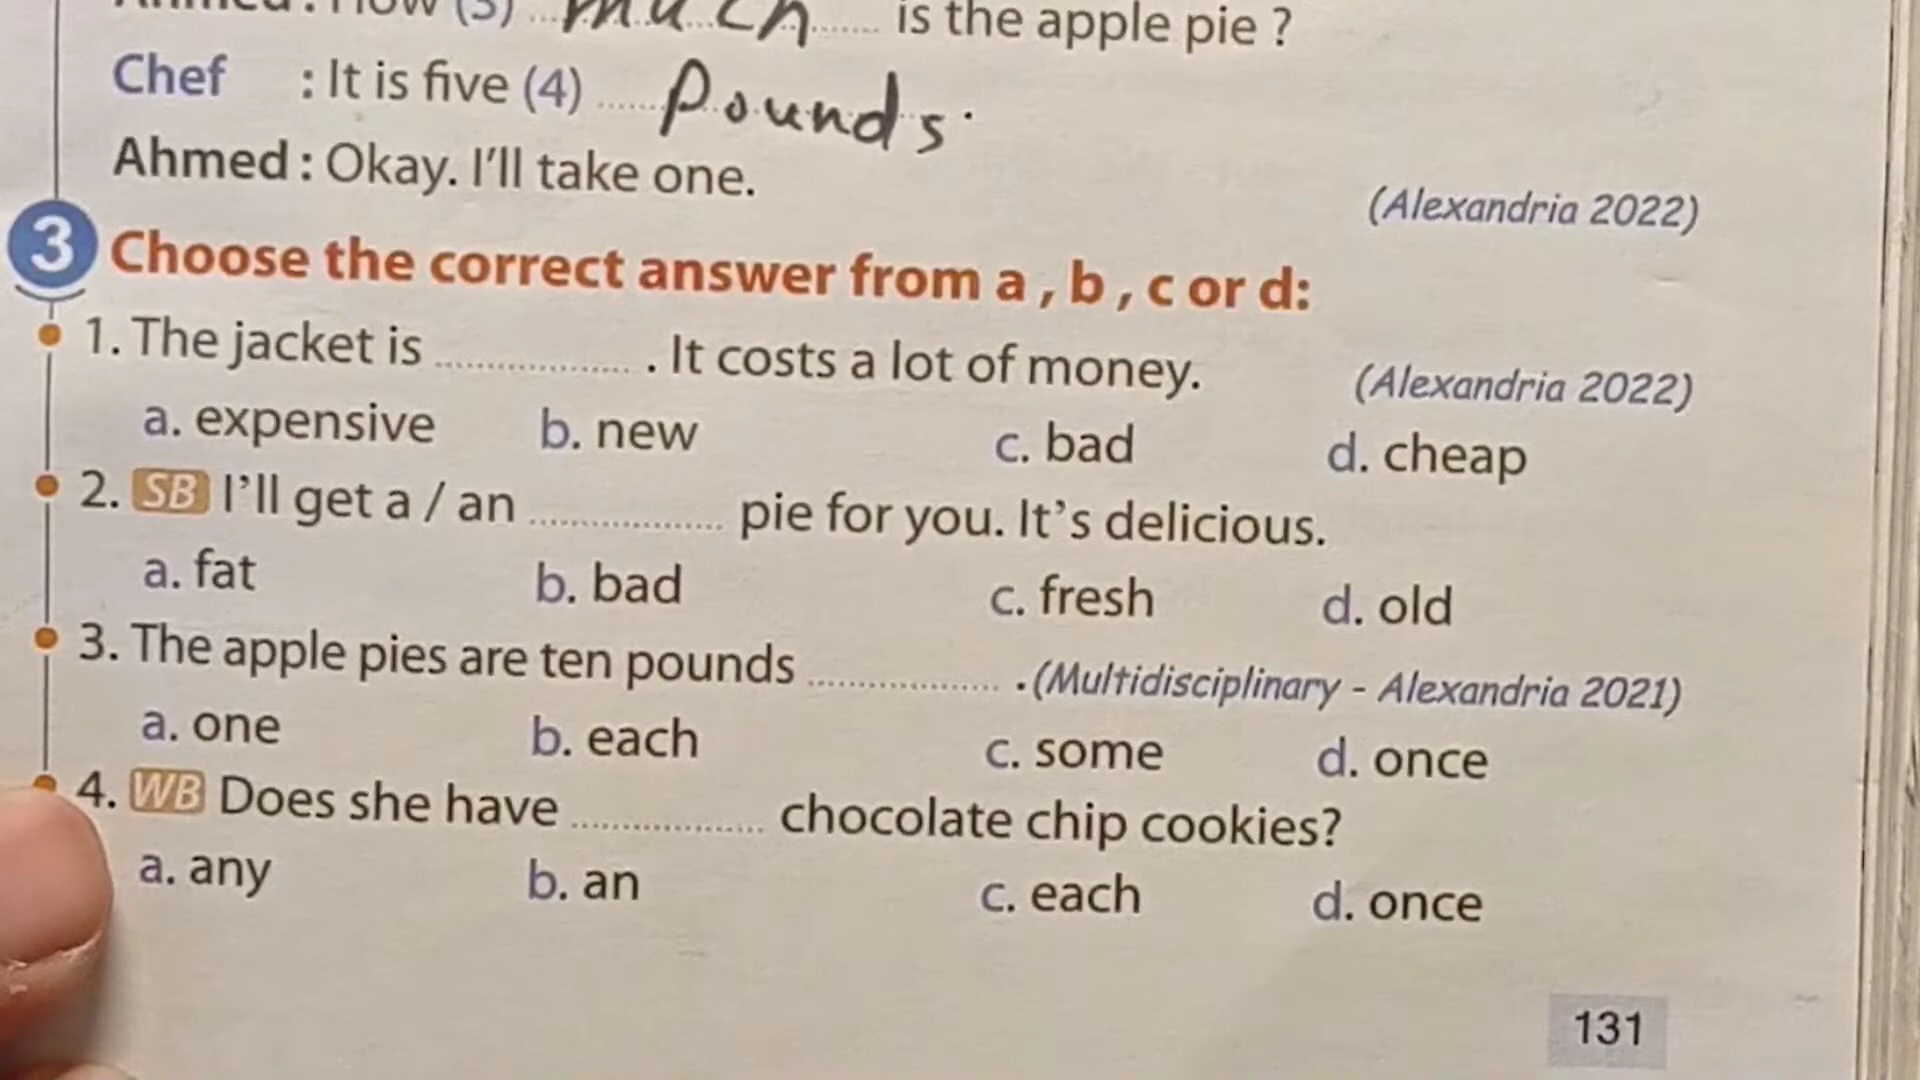 Ahmed : How (3) much is the apple pie ?
Chef : It is five (4) Pounds.
Ahmed : Okay. I'll take one.
(Alexandria 2022)
3 Choose the correct answer from a , b , c or d:
1. The jacket is .................. . It costs a lot of money. (Alexandria 2022)
a. expensive b. new c. bad d. cheap
2. SB I'll get a / an .................. pie for you. It's delicious.
a. fat b. bad c. fresh d. old
3. The apple pies are ten pounds .................. . (Multidisciplinary - Alexandria 2021)
a. one b. each c. some d. once
4. WB Does she have .................. chocolate chip cookies?
a. any b. an c. each d. once
131